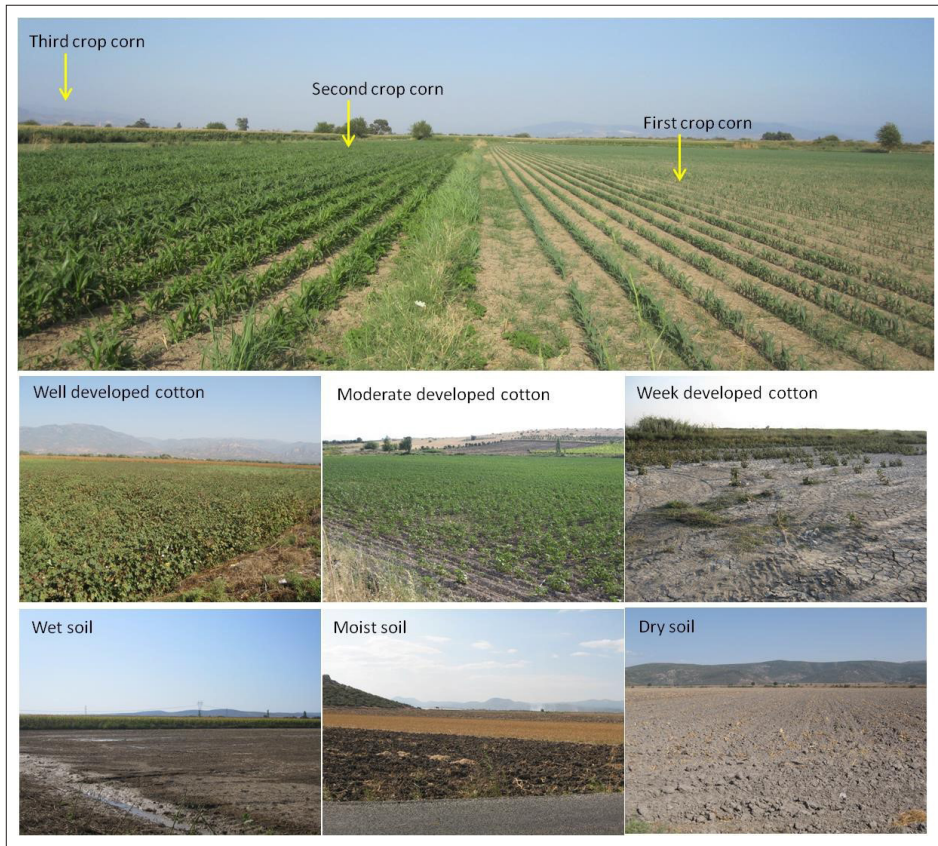 Third crop corn
Second crop corn
First crop corn
Well developed cotton
Moderate developed cotton
Week developed cotton
Wet soil
Moist soil
Dry soil